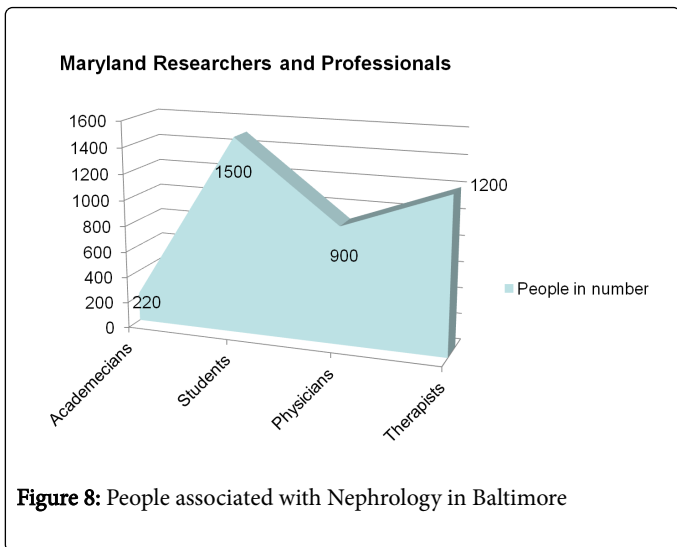 Maryland Researchers and Professionals
1600
1400
1200
1000
800
600
400
200
0
220
1500
900
1200
Academecians
Students
Physicians
Therapists
People in number
Figure 8: People associated with Nephrology in Baltimore